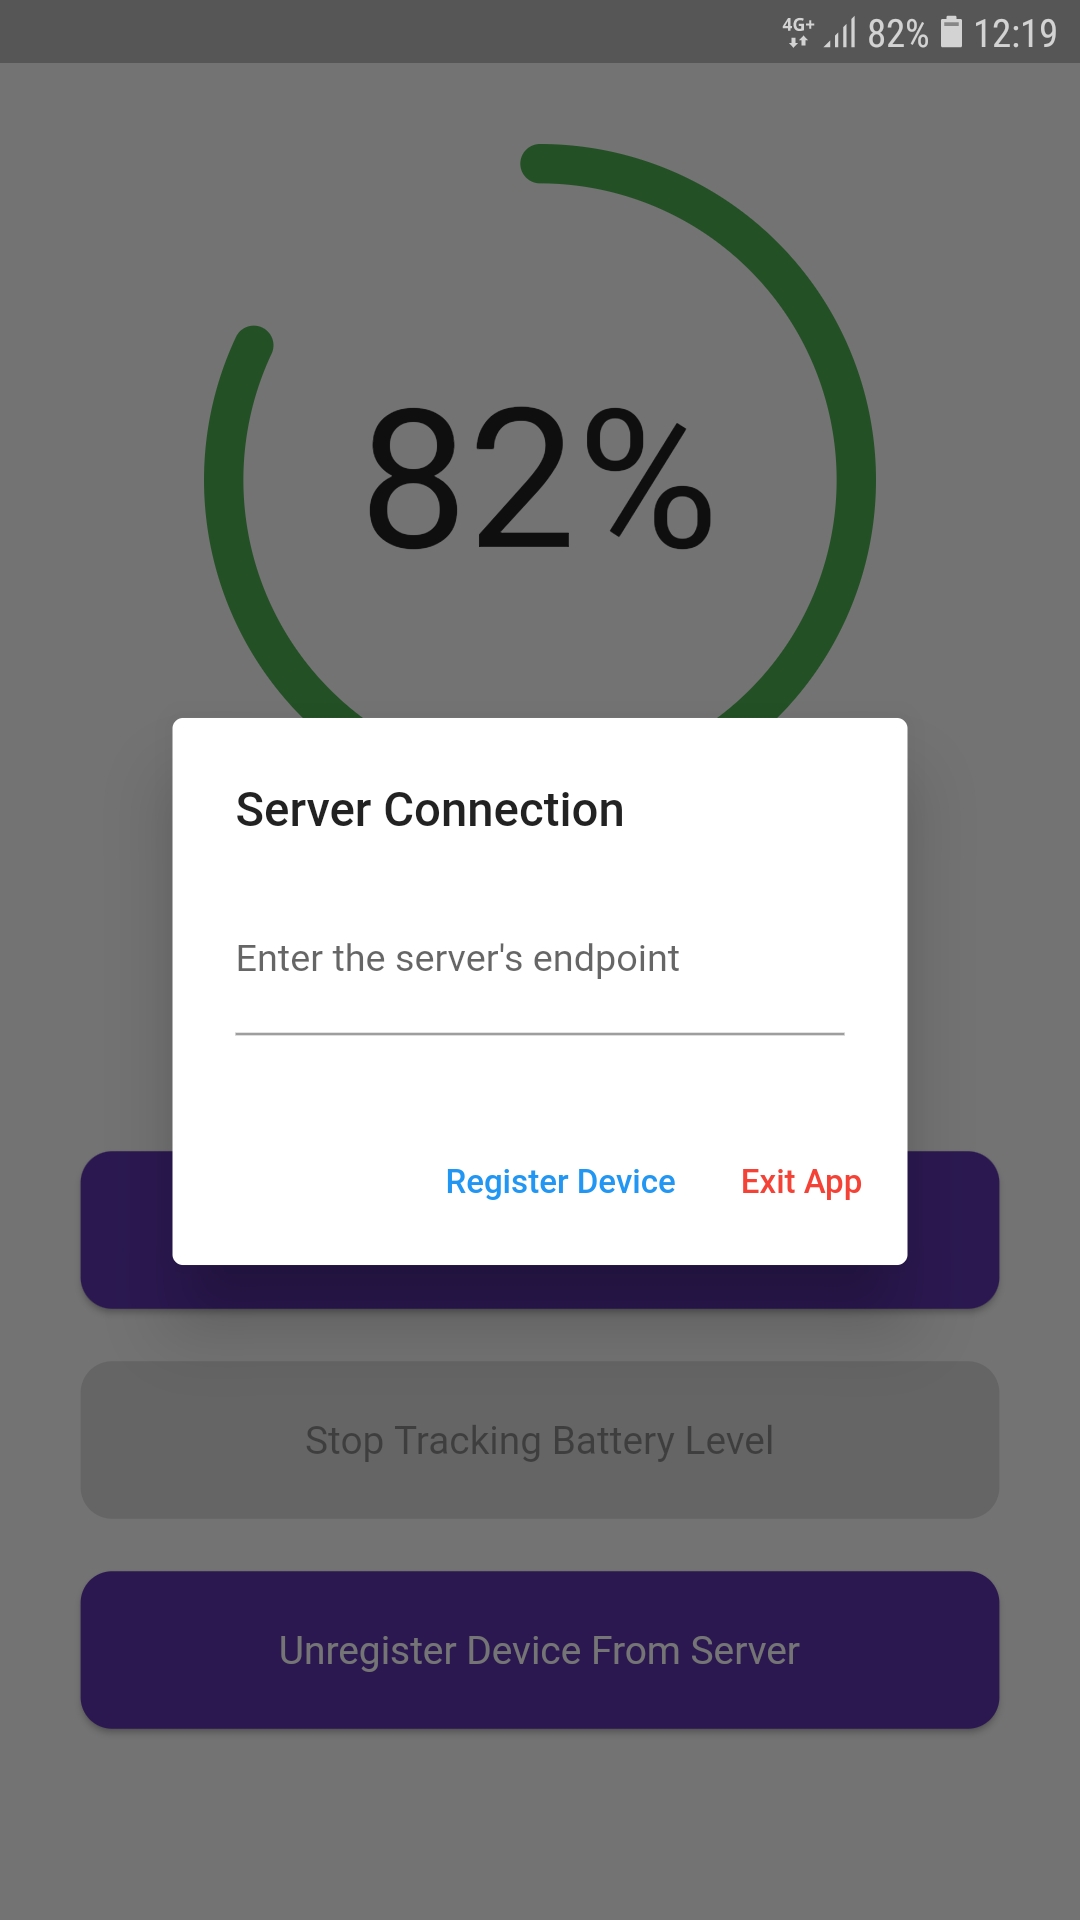 4G+ 82% 12:19
82%
Server Connection
Enter the server's endpoint
Register Device Exit App
Stop Tracking Battery Level
Unregister Device From Server